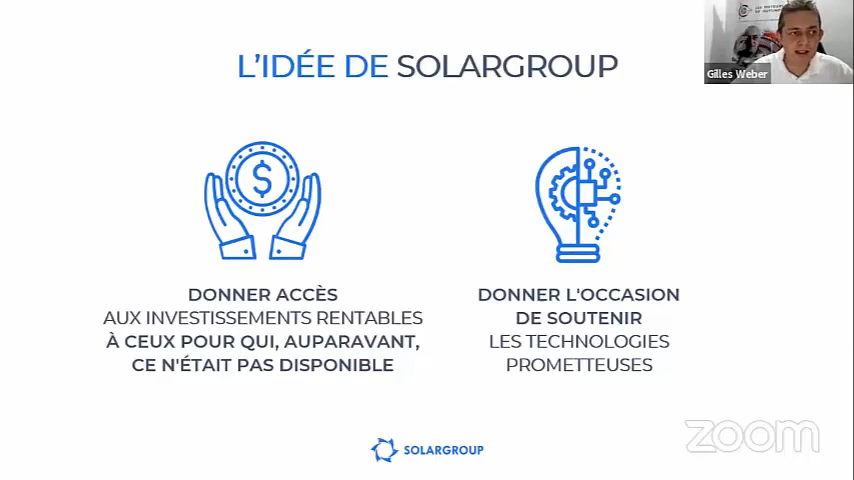 L'IDÉE DE SOLARGROUP
Gilles Weber
$
DONNER ACCÈS
AUX INVESTISSEMENTS RENTABLES
À CEUX POUR QUI, AUPARAVANT,
CE N'ÉTAIT PAS DISPONIBLE
DONNER L'OCCASION
DE SOUTENIR
LES TECHNOLOGIES
PROMETTEUSES
SOLARGROUP
zoom